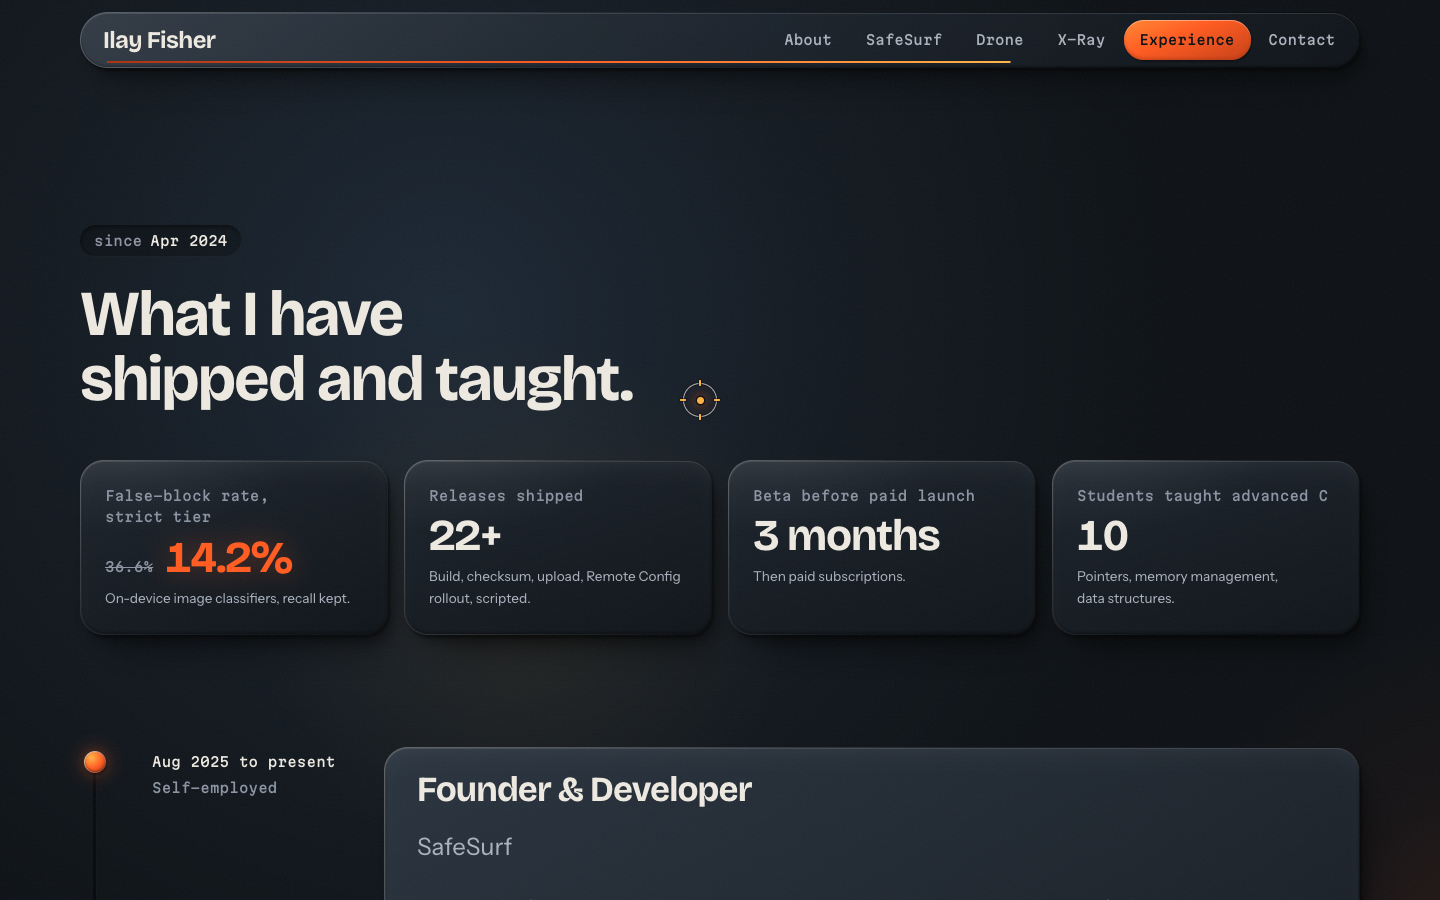 Ilay Fisher
About SafeSurf Drone X-Ray Experience Contact
since Apr 2024
What I have
shipped and taught.
False-block rate,
strict tier
36.6% 14.2%
On-device image classifiers, recall kept.
Releases shipped
22+
Build, checksum, upload, Remote Config
rollout, scripted.
Beta before paid launch
3 months
Then paid subscriptions.
Students taught advanced C
10
Pointers, memory management,
data structures.
Aug 2025 to present
Self-employed
Founder & Developer
SafeSurf